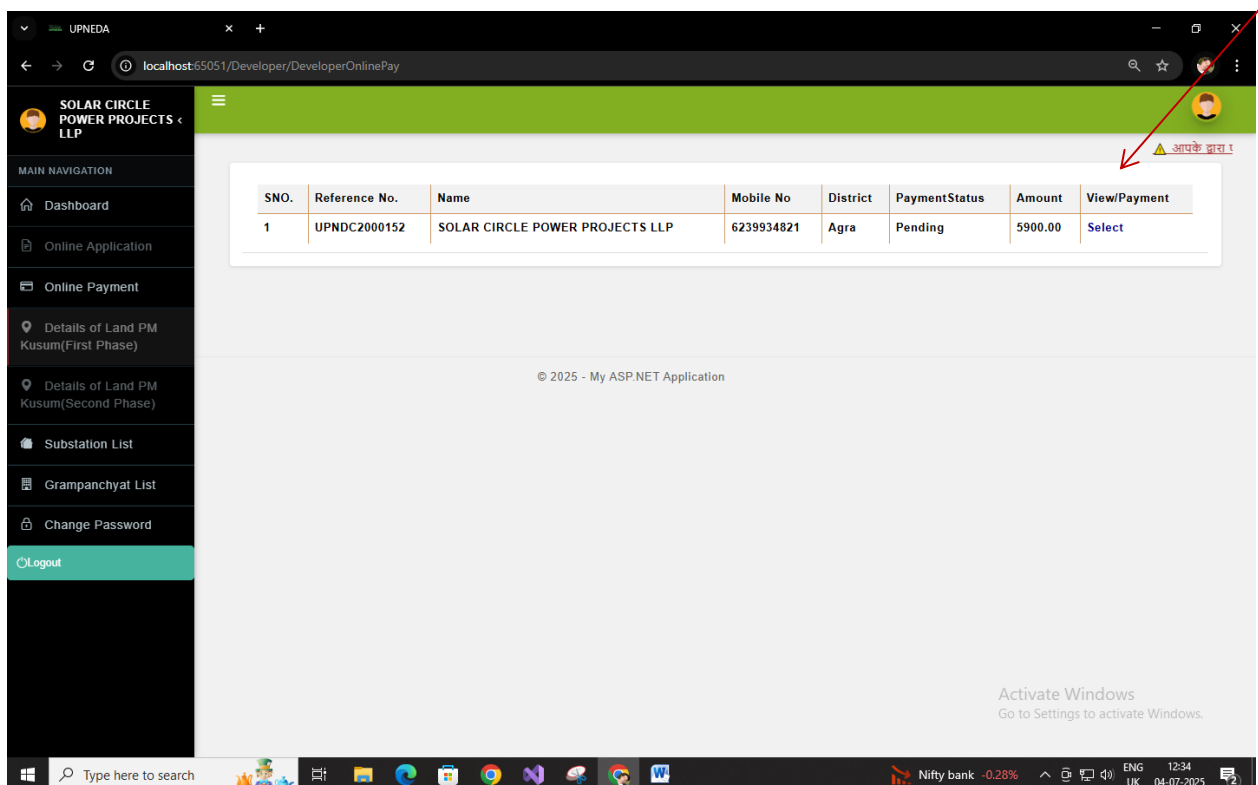 UPNEDA
localhost:65051/Developer/DeveloperOnlinePay
SOLAR CIRCLE
POWER PROJECTS
LLP
आपके द्वारा
MAIN NAVIGATION
Dashboard
Online Application
Online Payment
Details of Land PM
Kusum(First Phase)
Details of Land PM
Kusum(Second Phase)
Substation List
Grampanchyat List
Change Password
Logout
SNO. Reference No. Name Mobile No District PaymentStatus Amount View/Payment
1 UPNDC2000152 SOLAR CIRCLE POWER PROJECTS LLP 6239934821 Agra Pending 5900.00 Select
© 2025 - My ASP.NET Application
Activate Windows
Go to Settings to activate Windows.
Type here to search
Nifty bank -0.28%
ENG
UK
12:34
04-07-2025
2